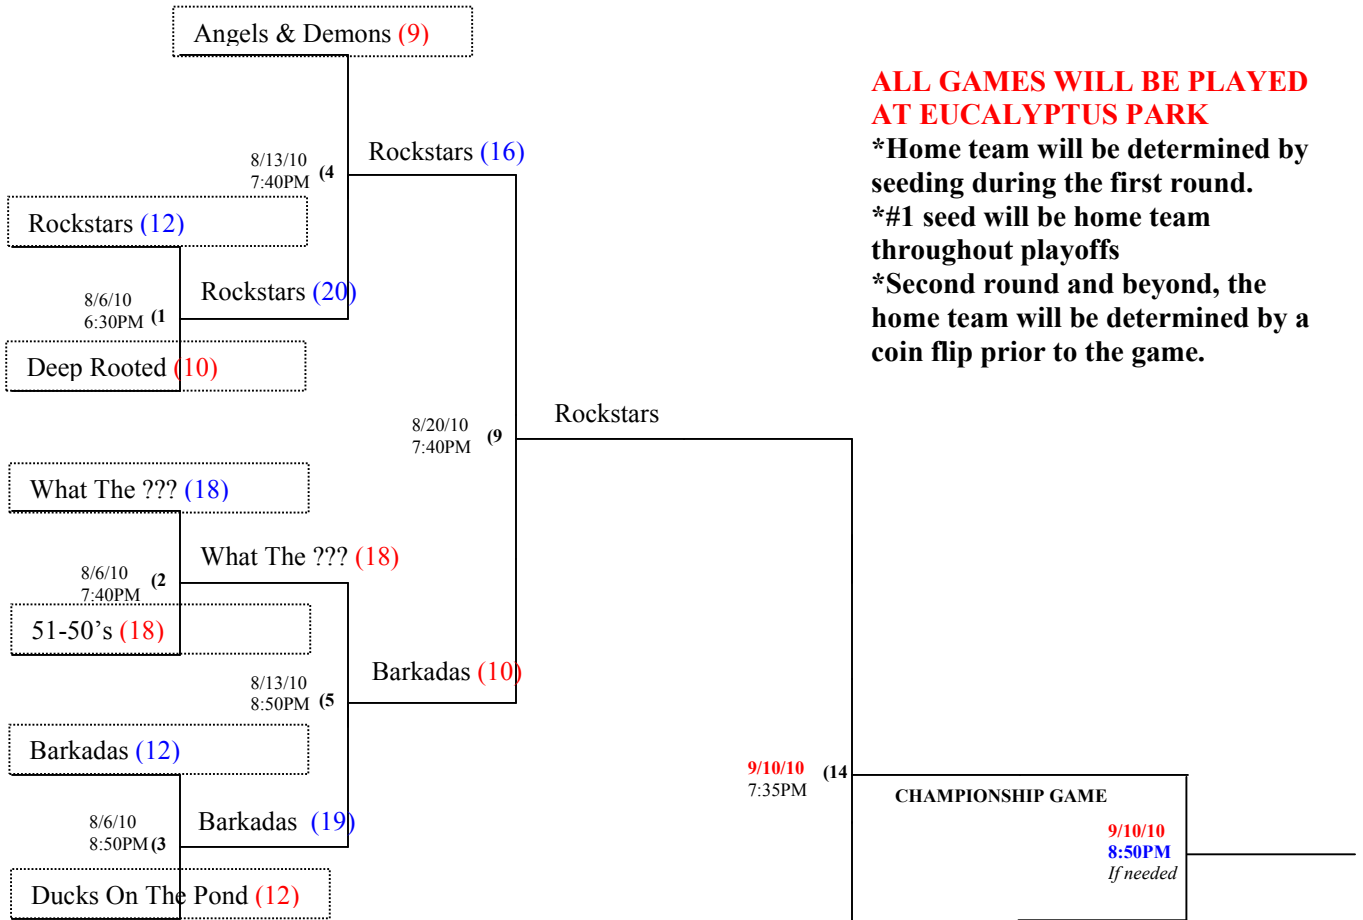 Angels & Demons (9)
ALL GAMES WILL BE PLAYED
AT EUCALYPTUS PARK
*Home team will be determined by
seeding during the first round.
*#1 seed will be home team
throughout playoffs
*Second round and beyond, the
home team will be determined by a
coin flip prior to the game.
8/13/10
7:40PM (4
Rockstars (16)
Rockstars (12)
8/6/10
6:30PM (1
Rockstars (20)
Deep Rooted (10)
8/20/10
7:40PM (9
Rockstars
What The ??? (18)
8/6/10
7:40PM (2
What The ??? (18)
51-50’s (18)
8/13/10
8:50PM (5
Barkadas (10)
Barkadas (12)
8/6/10
8:50PM (3
Barkadas (19)
Ducks On The Pond (12)
9/10/10
7:35PM (14
CHAMPIONSHIP GAME
9/10/10
8:50PM
If needed